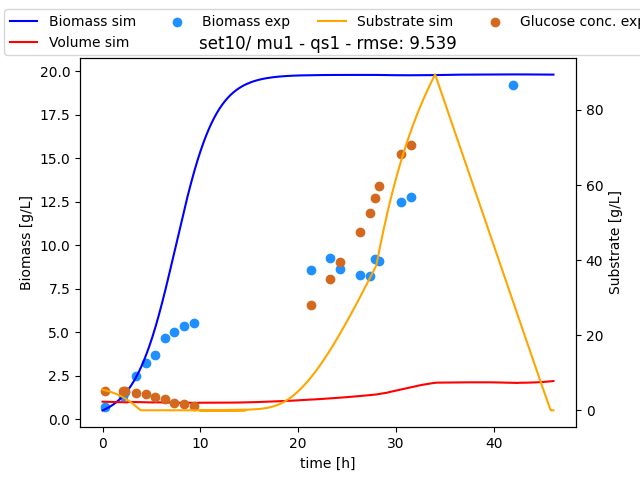 Biomass sim
Biomass exp
Substrate sim
Glucose conc. exp
Volume sim
set10/ mu1 - qs1 - rmse: 9.539
20.0
17.5
15.0
12.5
10.0
7.5
5.0
2.5
0.0
Biomass [g/L]
80
60
40
20
0
Substrate [g/L]
0
10
20
30
40
time [h]